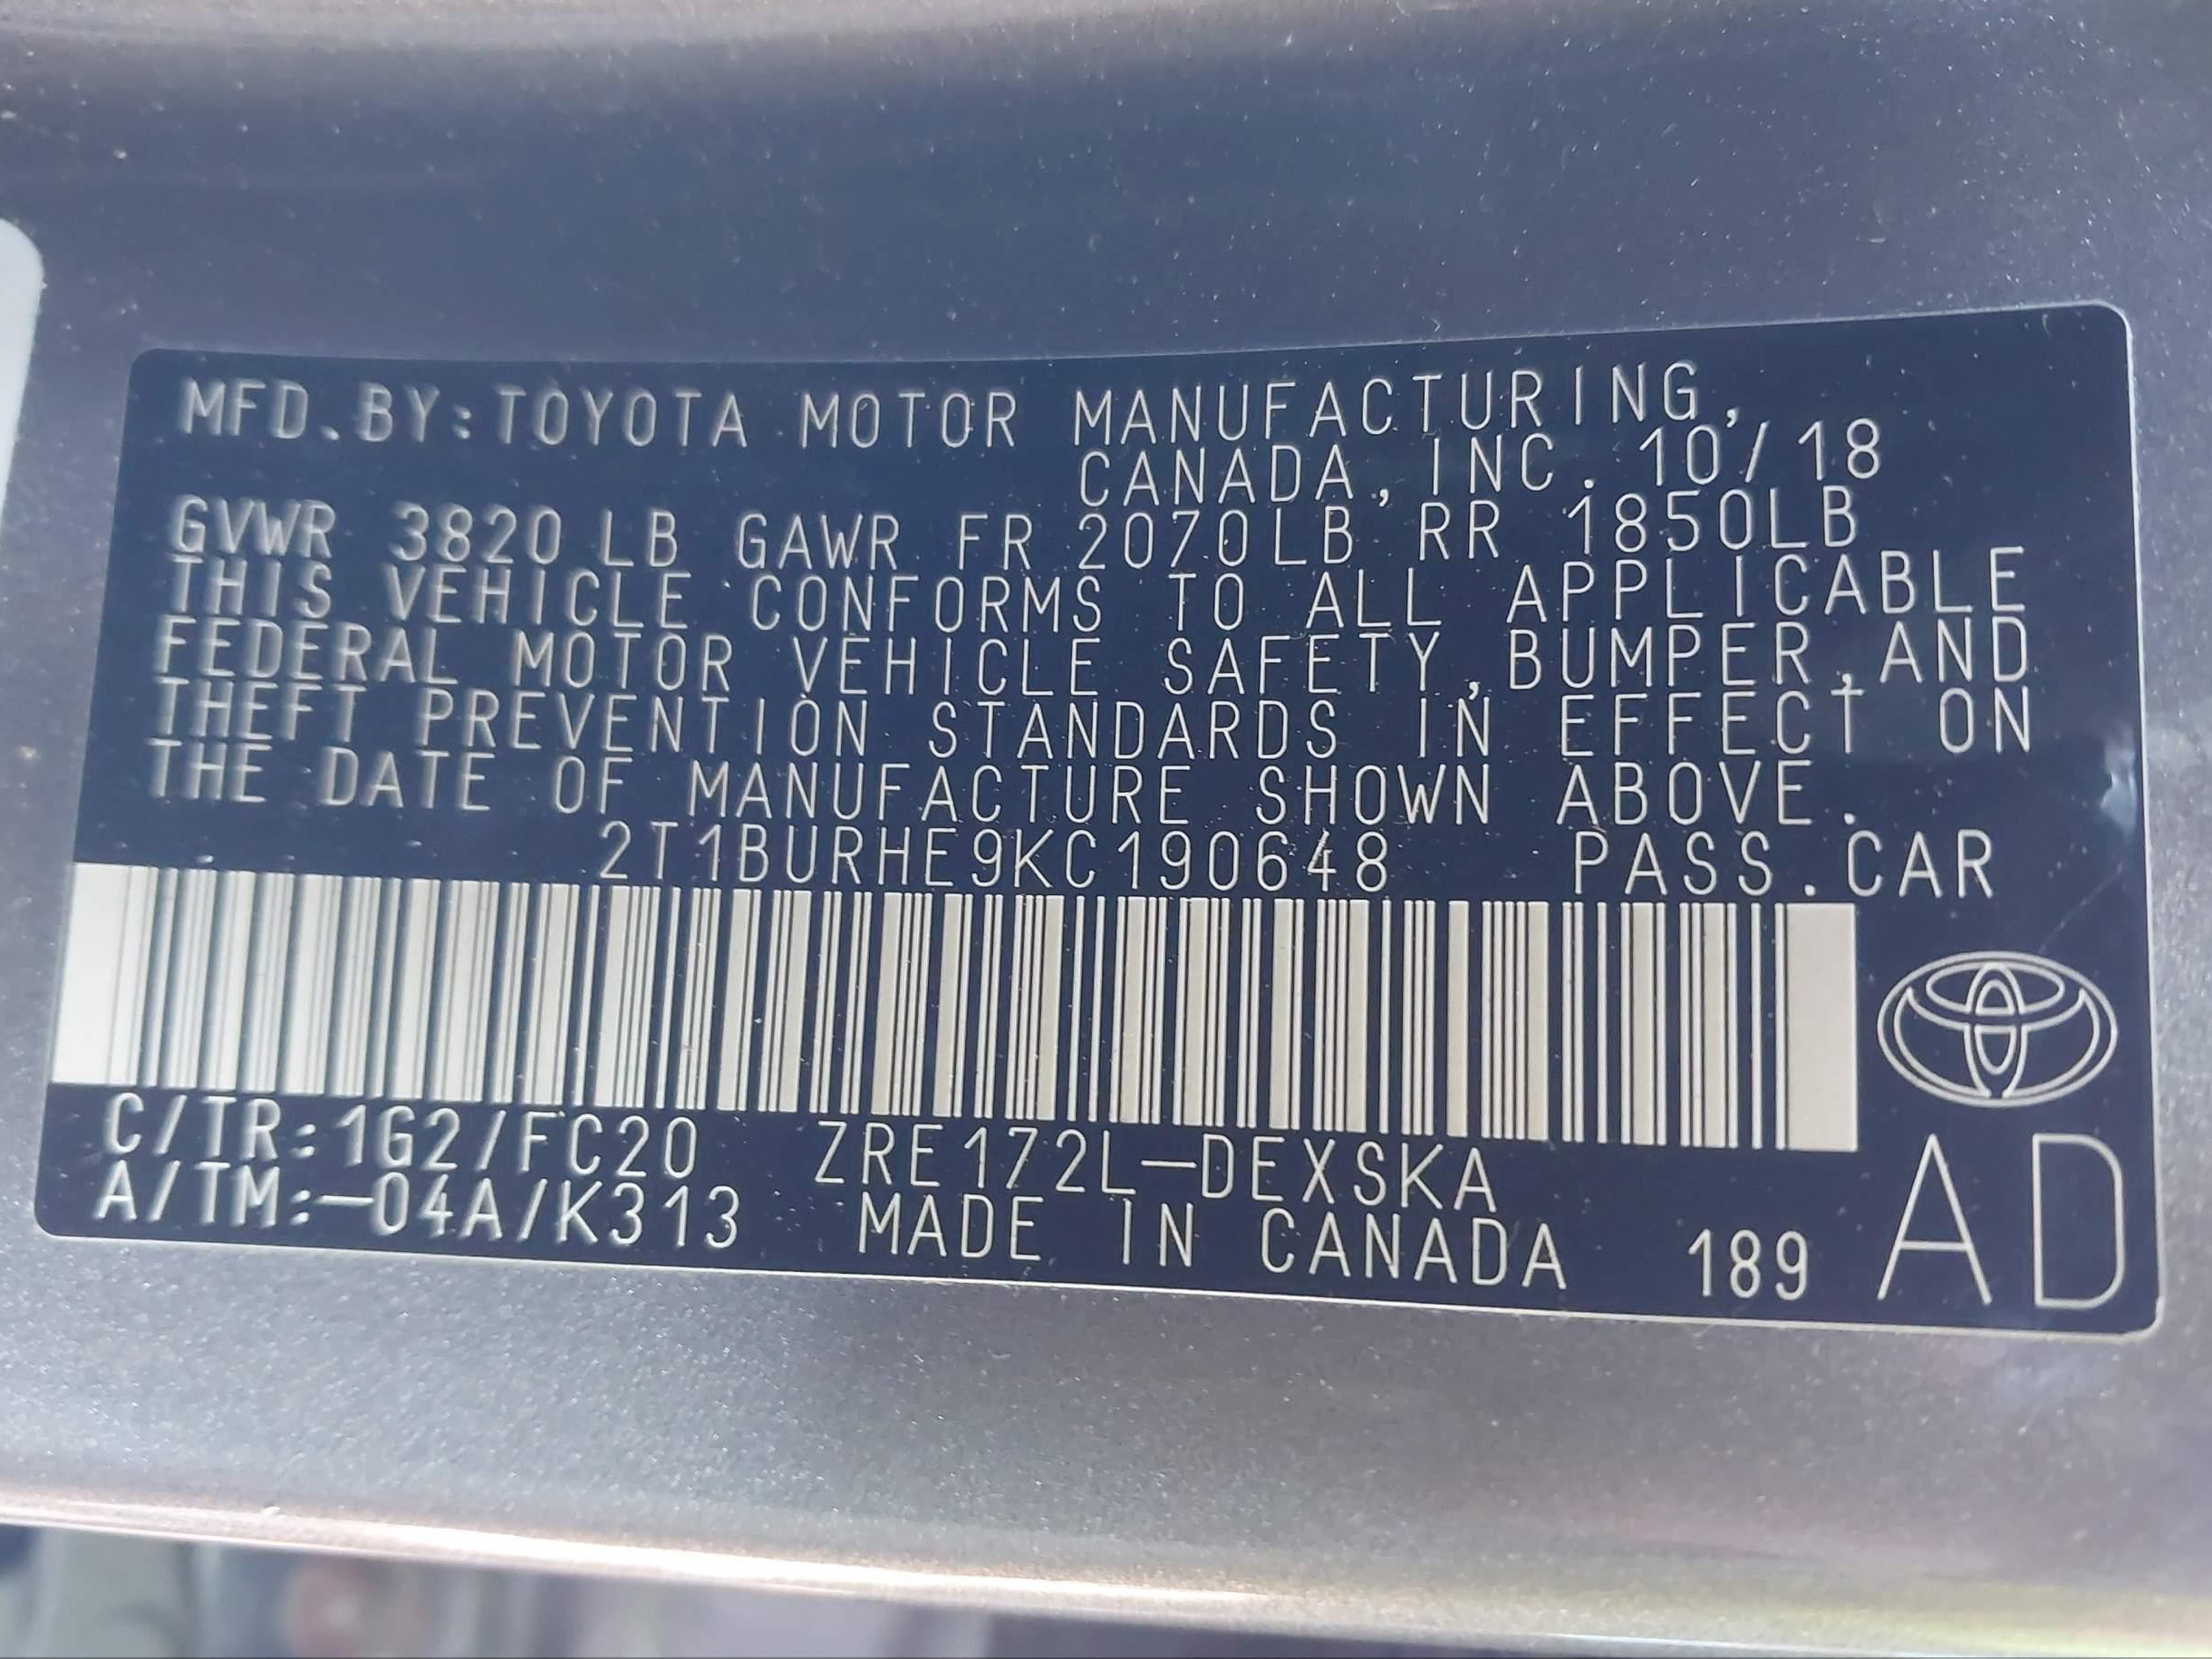 MFD.BY:TOYOTA MOTOR MANUFACTURING,
CANADA, INC. 10/18
GVWR 3820 LB GAWR FR 2070LB RR 1850LB
THIS VEHICLE CONFORMS TO ALL APPLICABLE
FEDERAL MOTOR VEHICLE SAFETY,BUMPER,AND
THEFT PREVENTION STANDARDS IN EFFECT ON
THE DATE OF MANUFACTURE SHOWN ABOVE.
2T1BURHE9KC190648 PASS.CAR
C/TR:1G2/FC20 ZRE172L-DEXSKA
A/TM:-04A/K313 MADE IN CANADA 189 AD